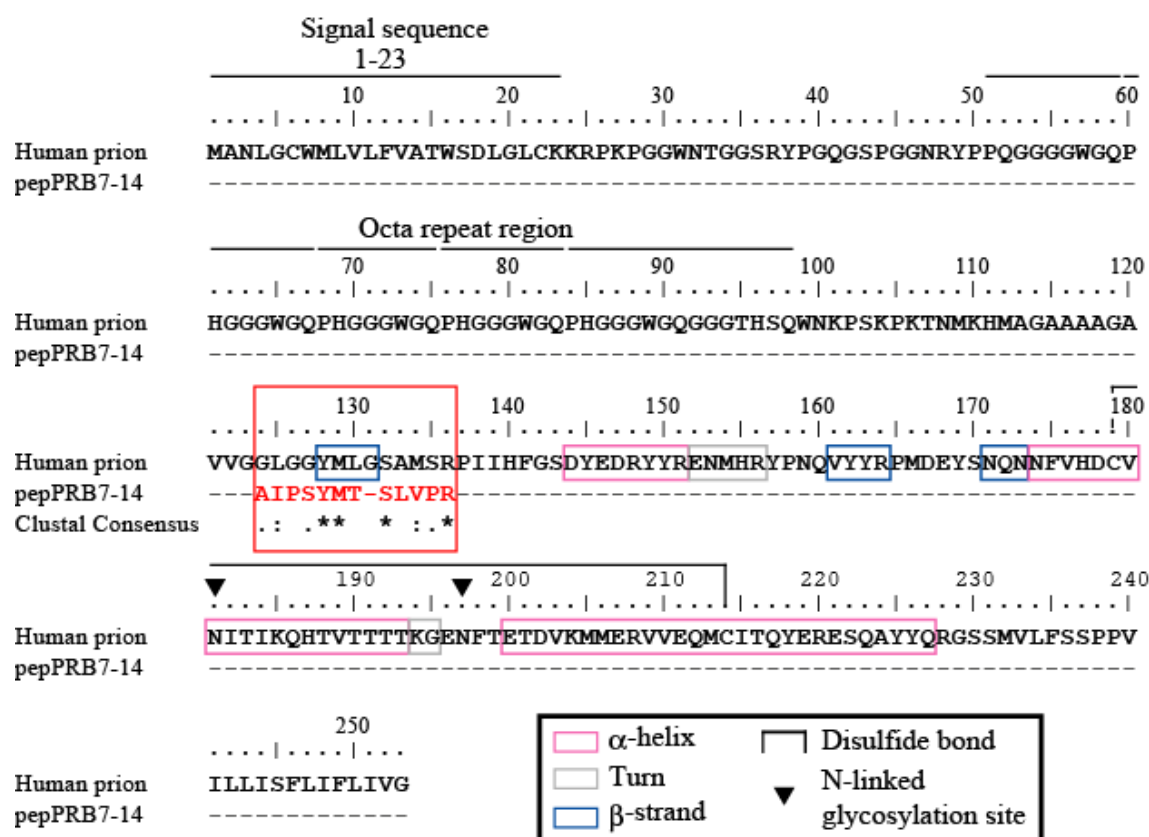 Signal sequence
1-23
10 20 30 40 50 60
....|....|....|....|....|....|....|....|....|....|....|....|
Human prion MANLGCWMLVLFVATWSDLGLCKKRPKPGGWNTGGSRYPGQGSPGGNRYPPQGGGGWGQP
pepPRB7-14 ------------------------------------------------------------
Octa repeat region
70 80 90 100 110 120
....|....|....|....|....|....|....|....|....|....|....|....|
Human prion HGGGWGQPHGGGWGQPHGGGWGQPHGGGWGQGGGTHSQWNKPSKPKTNMKHMAGAAAAGA
pepPRB7-14 ------------------------------------------------------------
130 140 150 160 170 180
....|....|....|....|....|....|....|....|....|....|....|...!|
Human prion VVGGLGGYMLGSAMSRPIIHFGSDYEDRYYRENMHRYPNQVYYRPMDEYSNQNNFVHDCV
pepPRB7-14 ---AIPSYMT-SLVPR--------------------------------------------
Clustal Consensus .: .** * :.*
190 200 210 220 230 240
....|....|....|....|....|....|....|....|....|....|....|....|
Human prion NITIKQHTVTTTTKGENFTETDVKMMERVVEQMCITQYERESQAYYQRGSSMVLFSSPPV
pepPRB7-14 ------------------------------------------------------------
250
....|....|...
Human prion ILLISFLIFLIVG
pepPRB7-14 -------------
α-helix
Turn
β-strand
Disulfide bond
N-linked
glycosylation site